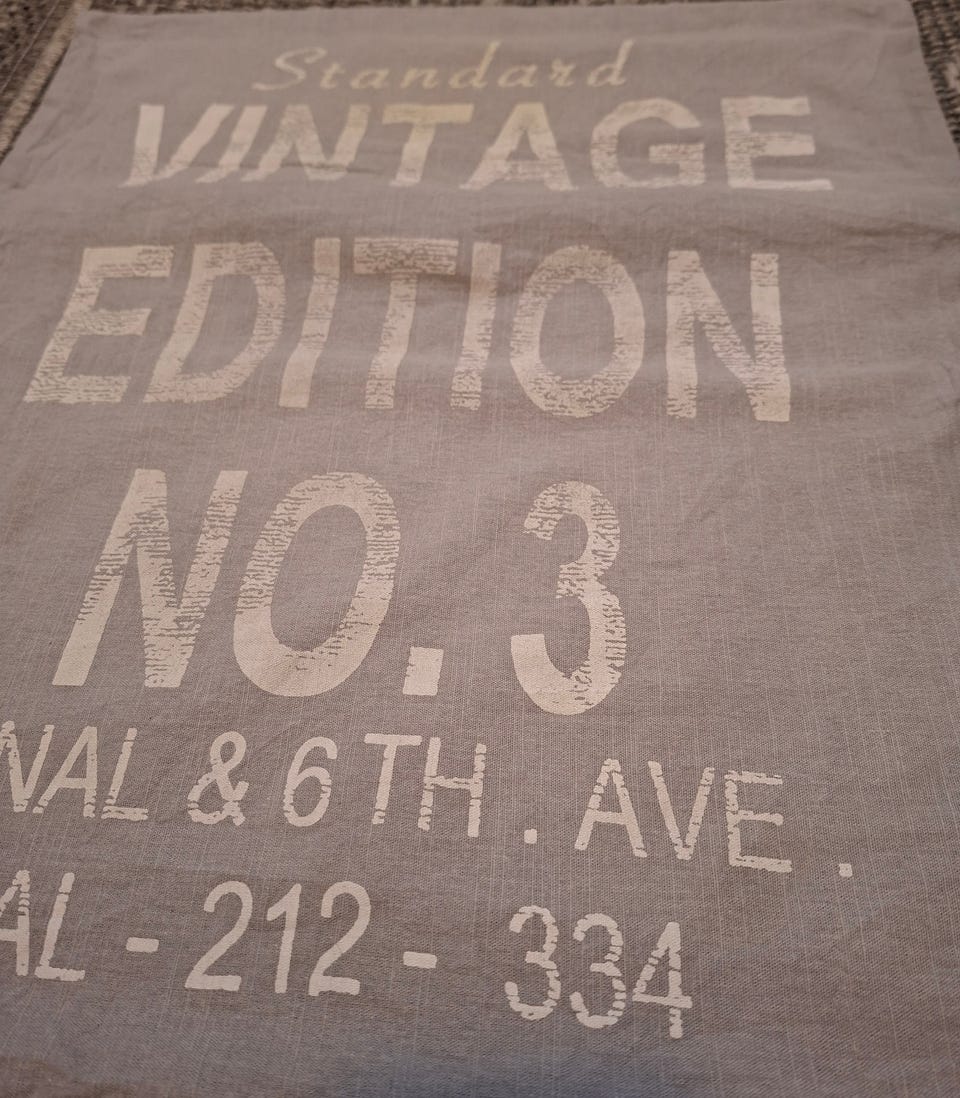 Standard
VINTAGE
EDITION
NO. 3
NAL & 6TH . AVE .
AL - 212 - 334